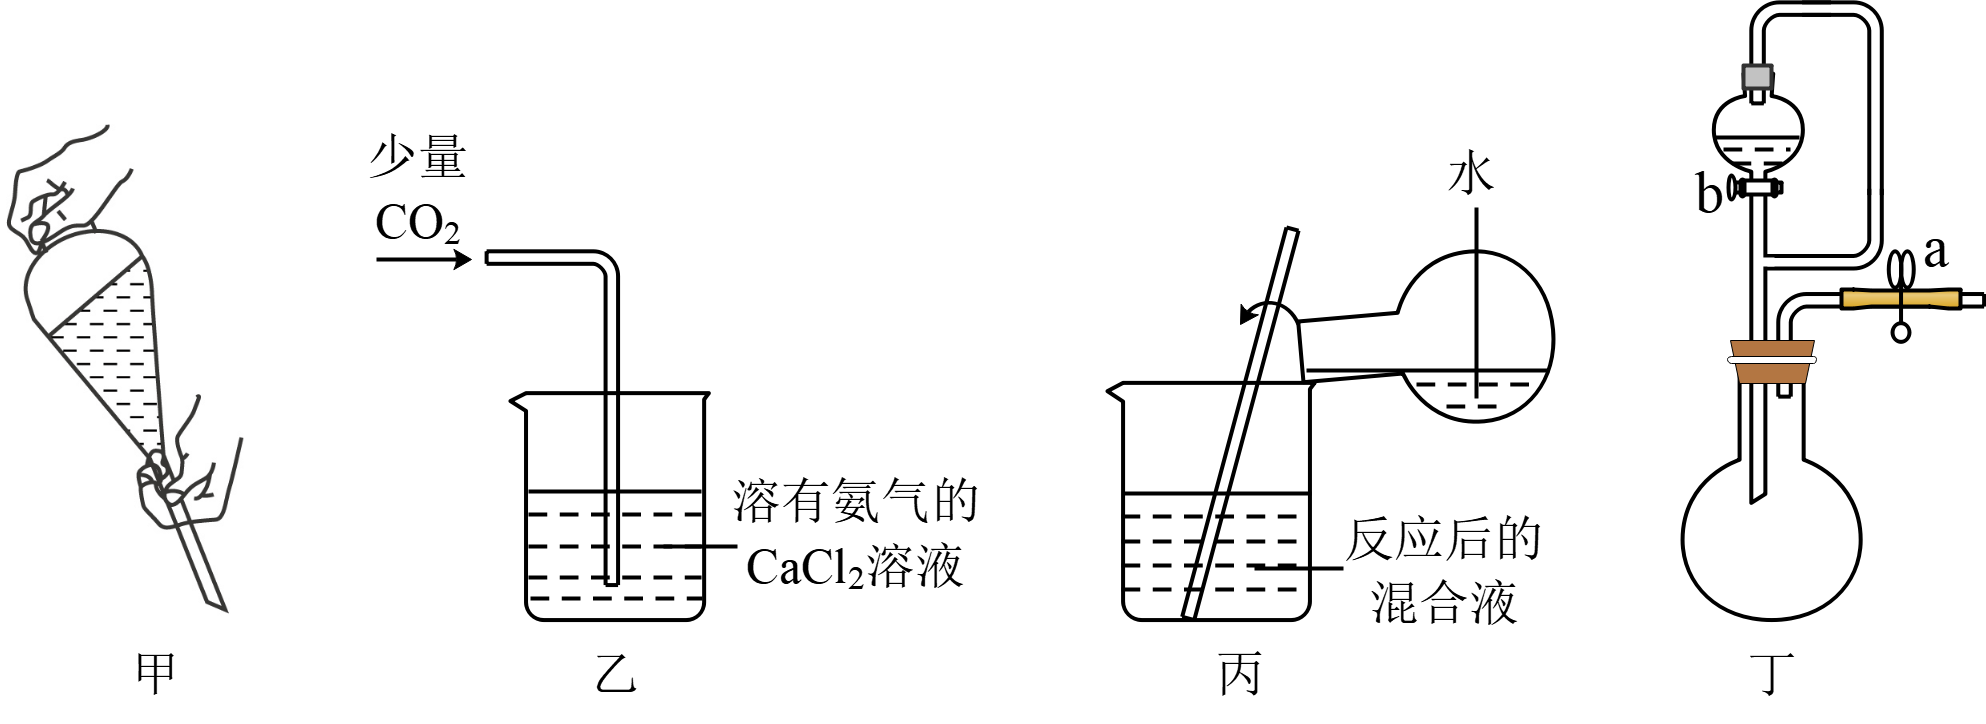 少量
CO₂
溶有氨气的
CaCl₂溶液
水
反应后的
混合液
b
a
甲
乙
丙
丁